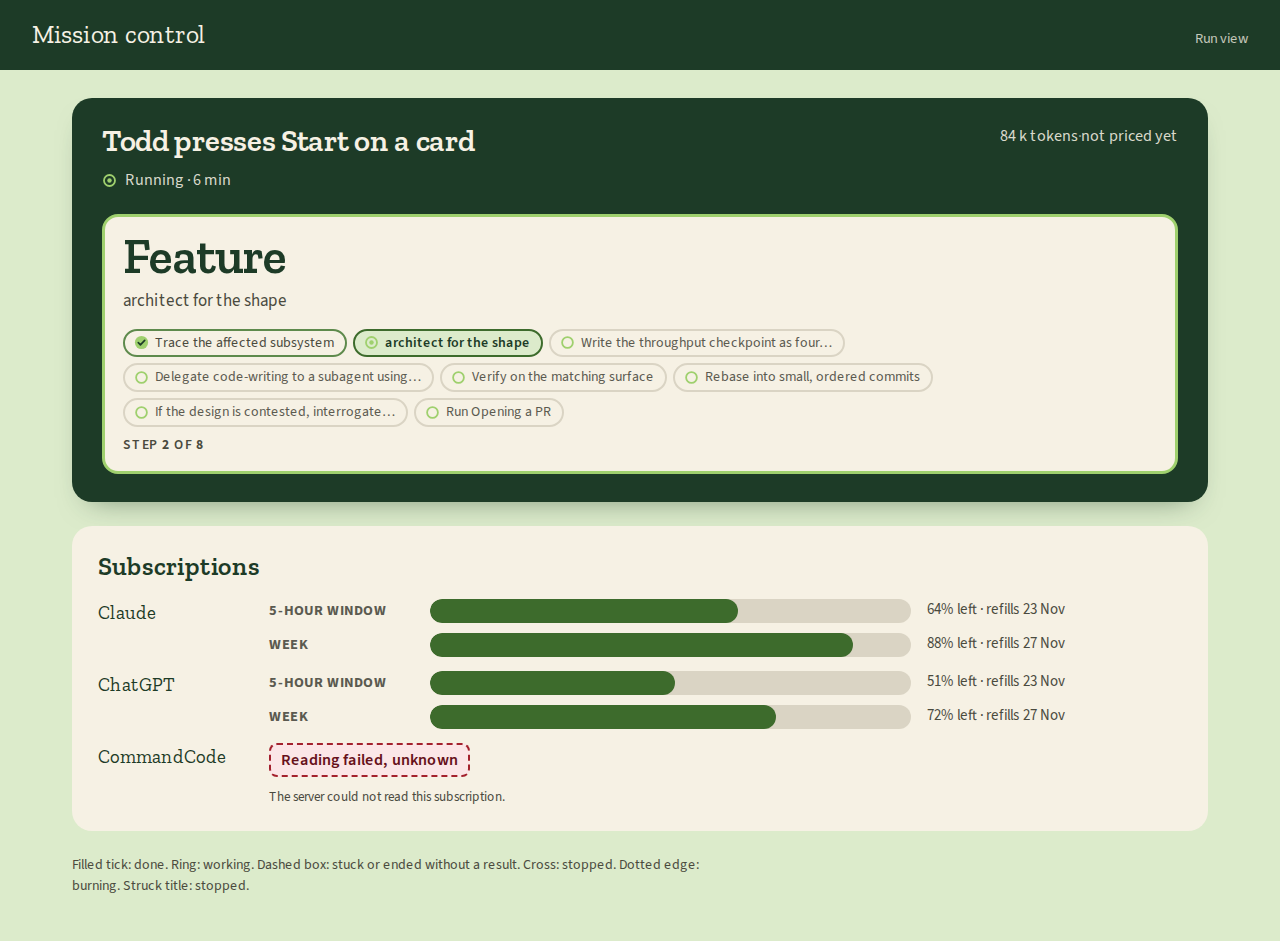 Mission control
Run view
Todd presses Start on a card
84 k tokens·not priced yet
Running · 6 min
Feature
architect for the shape
Trace the affected subsystem
architect for the shape
Write the throughput checkpoint as four…
Delegate code-writing to a subagent using…
Verify on the matching surface
Rebase into small, ordered commits
If the design is contested, interrogate…
Run Opening a PR
STEP 2 OF 8
Subscriptions
Claude
5-HOUR WINDOW
64% left · refills 23 Nov
WEEK
88% left · refills 27 Nov
ChatGPT
5-HOUR WINDOW
51% left · refills 23 Nov
WEEK
72% left · refills 27 Nov
CommandCode
Reading failed, unknown
The server could not read this subscription.
Filled tick: done. Ring: working. Dashed box: stuck or ended without a result. Cross: stopped. Dotted edge:
burning. Struck title: stopped.